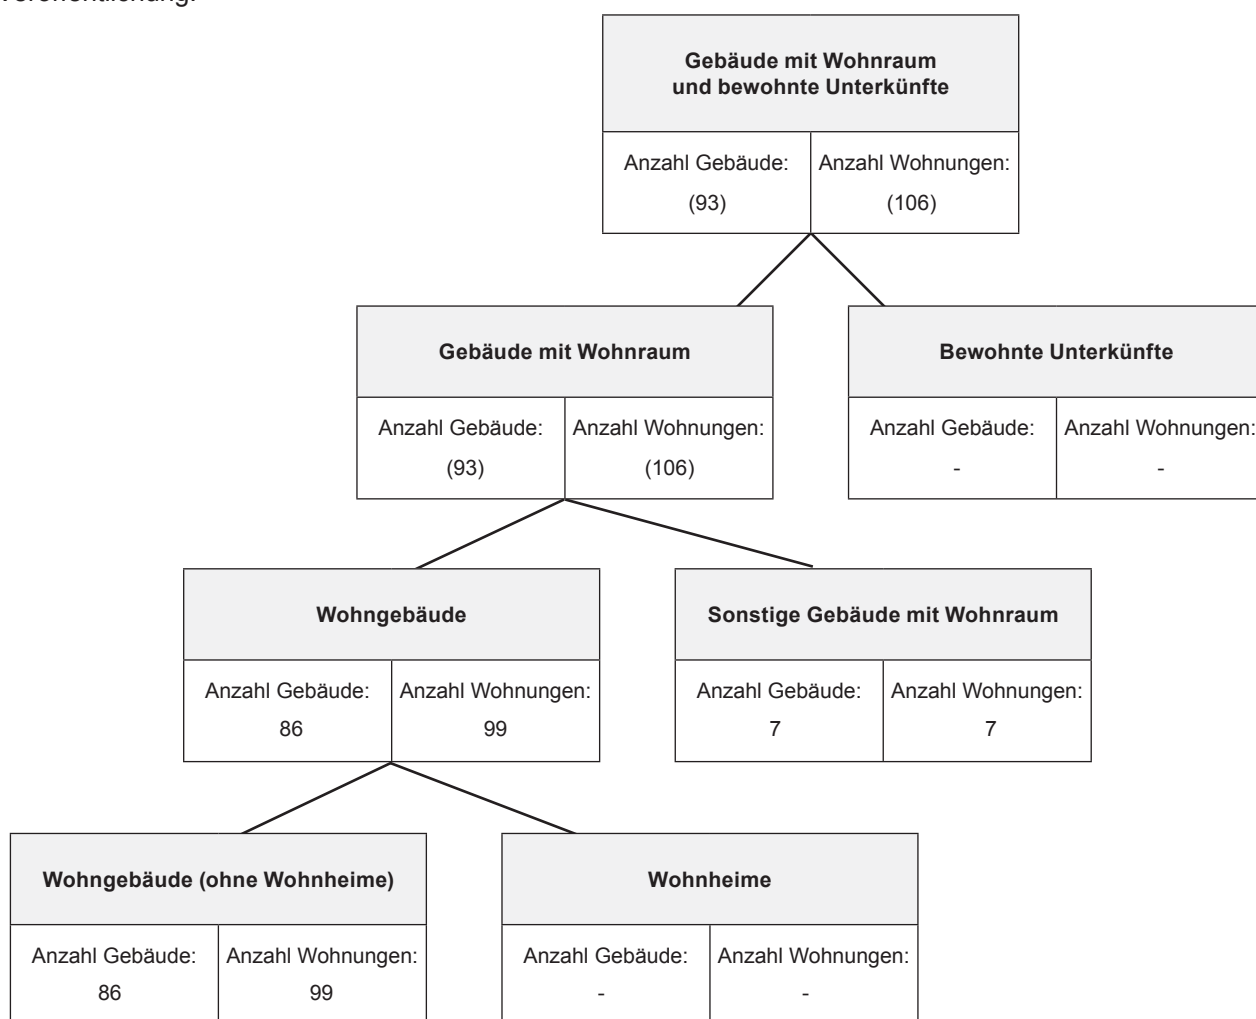 Veröffentlichung.
Gebäude mit Wohnraum
und bewohnte Unterkünfte
Anzahl Gebäude: Anzahl Wohnungen:
(93) (106)
Gebäude mit Wohnraum Bewohnte Unterkünfte
Anzahl Gebäude: Anzahl Wohnungen: Anzahl Gebäude: Anzahl Wohnungen:
(93) (106) - -
Wohngebäude Sonstige Gebäude mit Wohnraum
Anzahl Gebäude: Anzahl Wohnungen: Anzahl Gebäude: Anzahl Wohnungen:
86 99 7 7
Wohngebäude (ohne Wohnheime) Wohnheime
Anzahl Gebäude: Anzahl Wohnungen: Anzahl Gebäude: Anzahl Wohnungen:
86 99 - -